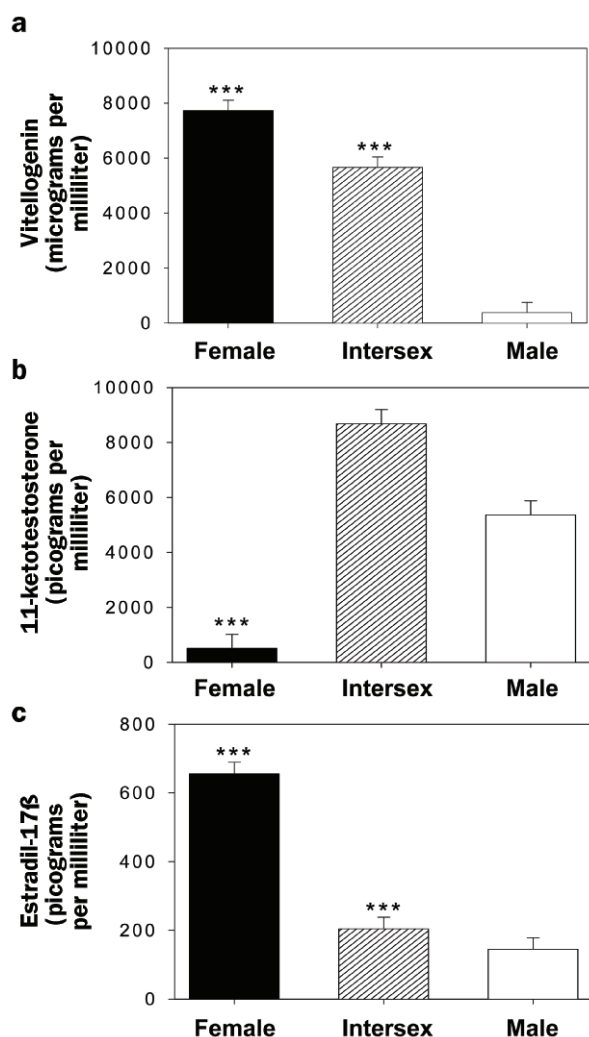 a
Vitellogenin
(micrograms per
milliliter)
10000
8000
6000
4000
2000
0
***
***
Female Intersex Male
b
11-ketotestosterone
(picograms per
milliliter)
10000
8000
6000
4000
2000
0
***
Female Intersex Male
c
Estradil-17ß
(picograms
per milliliter)
800
600
400
200
0
***
***
Female Intersex Male